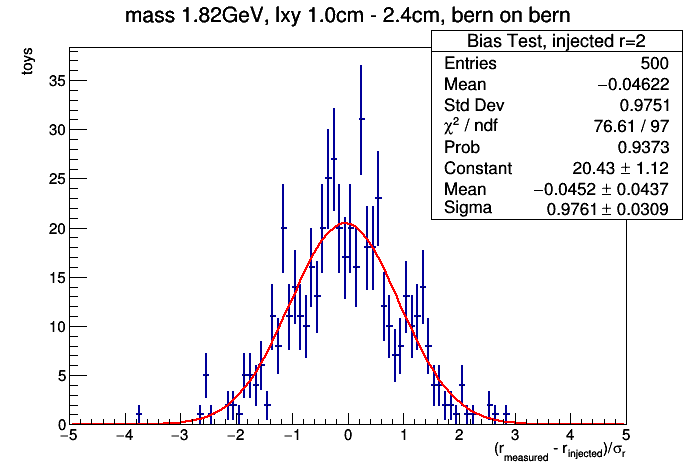 mass 1.82GeV, lxy 1.0cm - 2.4cm, bern on bern
toys
Bias Test, injected r=2
Entries 500
Mean −0.04622
Std Dev 0.9751
χ² / ndf 76.61 / 97
Prob 0.9373
Constant 20.43 ± 1.12
Mean −0.0452 ± 0.0437
Sigma 0.9761 ± 0.0309
35
30
25
20
15
10
5
0
−5 −4 −3 −2 −1 0 1 2 3 4 5
(r_measured - r_injected)/σ_r